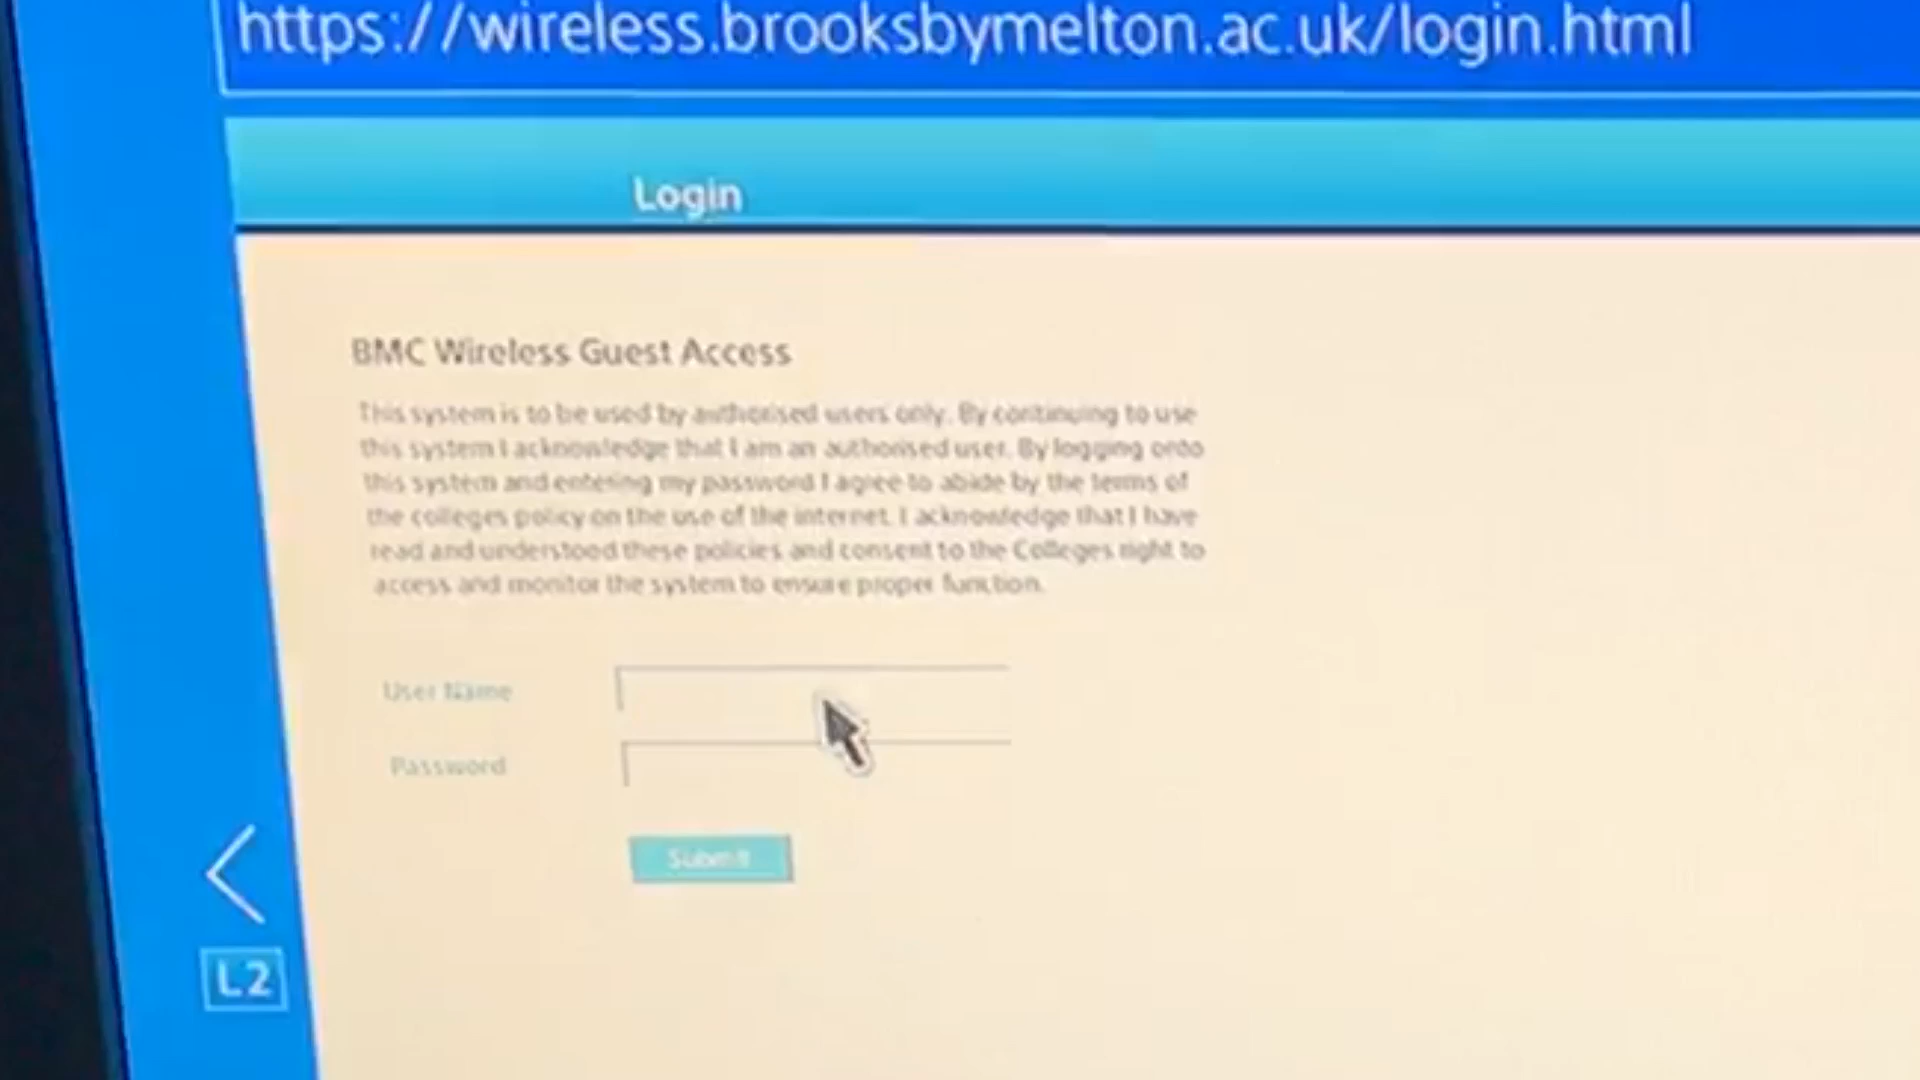 https://wireless.brooksbymelton.ac.uk/login.html
Login
BMC Wireless Guest Access
This system is to be used by authorised users only. By continuing to use
this system I acknowledge that I am an authorised user. By logging onto
this system and entering my password I agree to abide by the terms of
the colleges policy on the use of the internet. I acknowledge that I have
read and understood these policies and consent to the Colleges right to
access and monitor the system to ensure proper function.
User Name
Password
Submit
L2